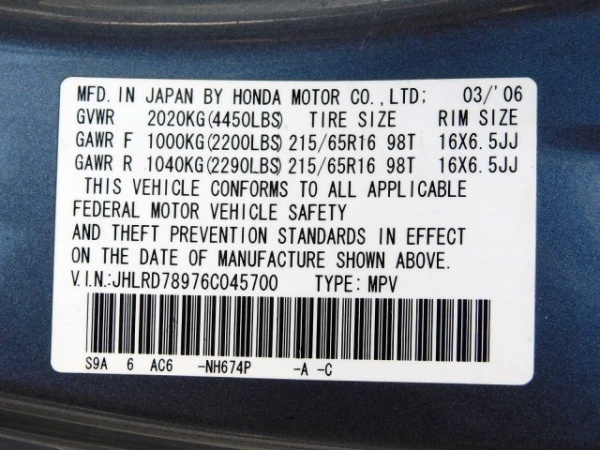 MFD. IN JAPAN BY HONDA MOTOR CO.,LTD; 03/'06
GVWR 2020KG(4450LBS) TIRE SIZE RIM SIZE
GAWR F 1000KG(2200LBS) 215/65R16 98T 16X6.5JJ
GAWR R 1040KG(2290LBS) 215/65R16 98T 16X6.5JJ
THIS VEHICLE CONFORMS TO ALL APPLICABLE
FEDERAL MOTOR VEHICLE SAFETY
AND THEFT PREVENTION STANDARDS IN EFFECT
ON THE DATE OF MANUFACTURE SHOWN ABOVE.
V.I.N.:JHLRD78976C045700 TYPE: MPV
S9A 6 AC6 -NH674P -A -C